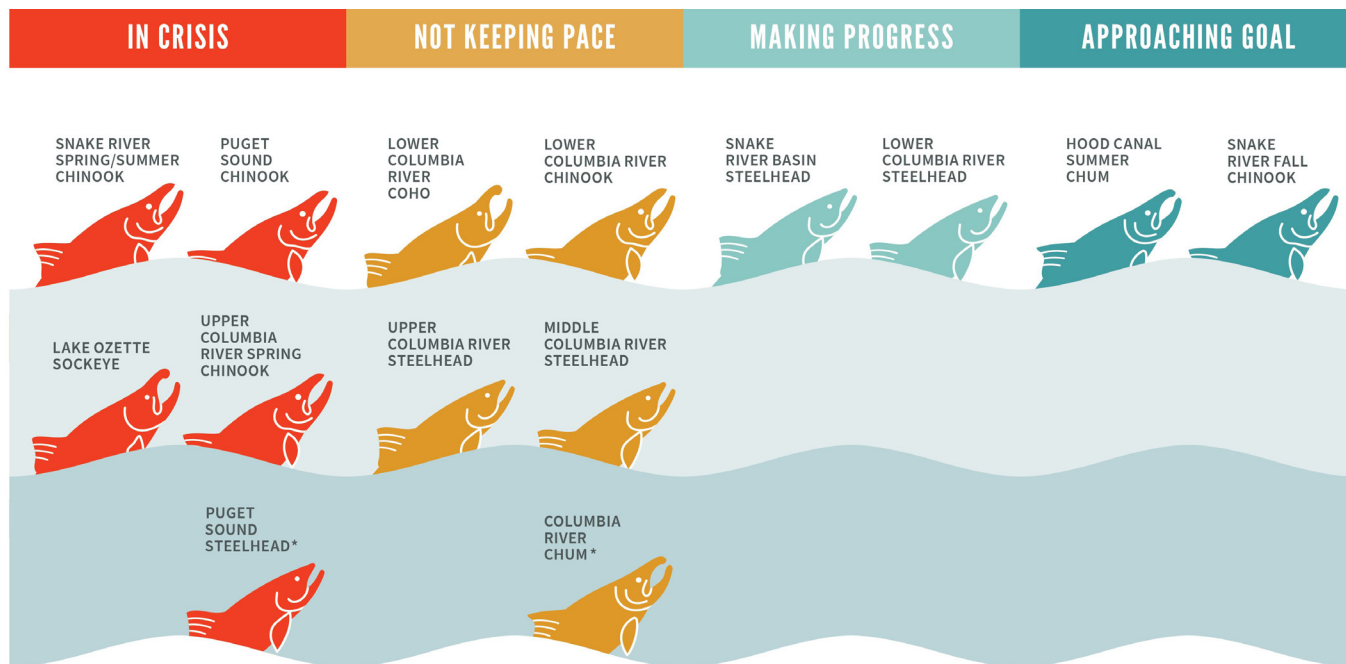 IN CRISIS
NOT KEEPING PACE
MAKING PROGRESS
APPROACHING GOAL
SNAKE RIVER
SPRING/SUMMER
CHINOOK
PUGET
SOUND
CHINOOK
LOWER
COLUMBIA
RIVER
COHO
LOWER
COLUMBIA RIVER
CHINOOK
SNAKE
RIVER BASIN
STEELHEAD
LOWER
COLUMBIA RIVER
STEELHEAD
HOOD CANAL
SUMMER
CHUM
SNAKE
RIVER FALL
CHINOOK
LAKE OZETTE
SOCKEYE
UPPER
COLUMBIA
RIVER SPRING
CHINOOK
UPPER
COLUMBIA RIVER
STEELHEAD
MIDDLE
COLUMBIA RIVER
STEELHEAD
PUGET
SOUND
STEELHEAD*
COLUMBIA
RIVER
CHUM *